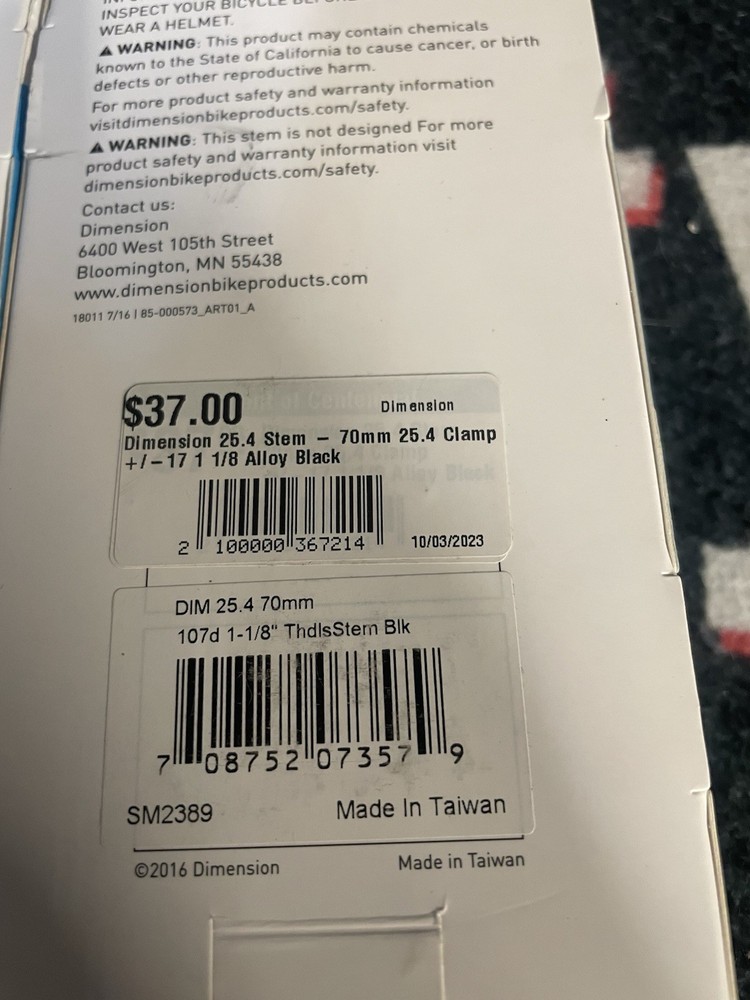 INSPECT YOUR BICYCLE
WEAR A HELMET.
⚠ WARNING: This product may contain chemicals
known to the State of California to cause cancer, or birth
defects or other reproductive harm.
For more product safety and warranty information
visitdimensionbikeproducts.com/safety.
⚠ WARNING: This stem is not designed For more
product safety and warranty information visit
dimensionbikeproducts.com/safety.
Contact us:
Dimension
6400 West 105th Street
Bloomington, MN 55438
www.dimensionbikeproducts.com
18011 7/16 | 85-000573_ART01_A
$37.00 Dimension
Dimension 25.4 Stem - 70mm 25.4 Clamp
+/-17 1 1/8 Alloy Black
2 100000 367214 10/03/2023
DIM 25.4 70mm
107d 1-1/8" ThdlsStem Blk
7 08752 07357 9
SM2389 Made In Taiwan
©2016 Dimension Made in Taiwan